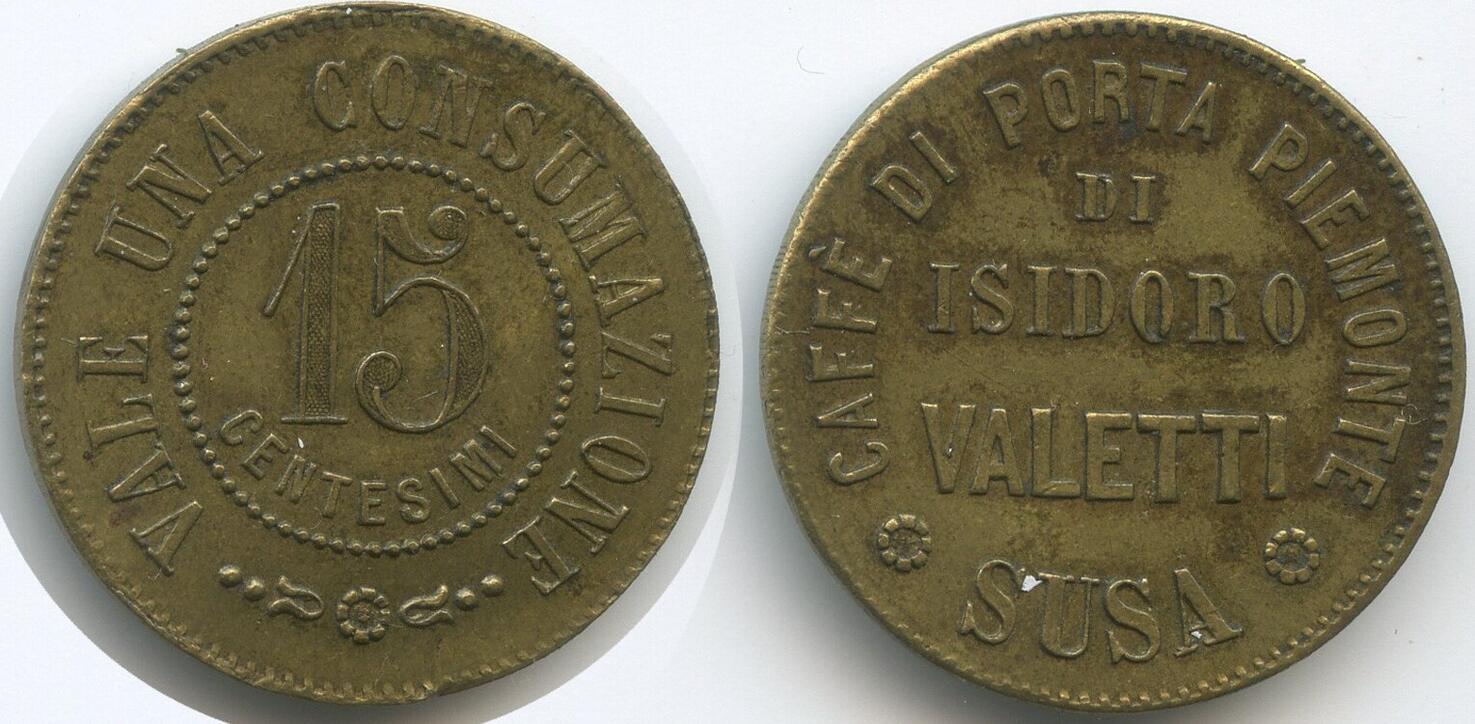 VALE UNA CONSUMAZIONE
15
CENTESIMI
CAFFÈ DI PORTA PIEMONTE
DI
ISIDORO
VALETTI
SUSA